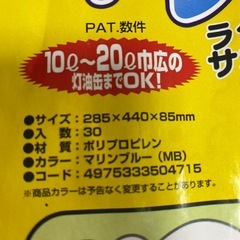 PAT.数件
10ℓ〜20ℓ巾広の
灯油缶までOK!
ラ
サ
●サイズ：285×440×85mm
●入　数：30
●材　質：ポリプロピレン
●カラー：マリンブルー（MB）
●コード：4975333504715
※商品カラーは予告なく変更することがあります。